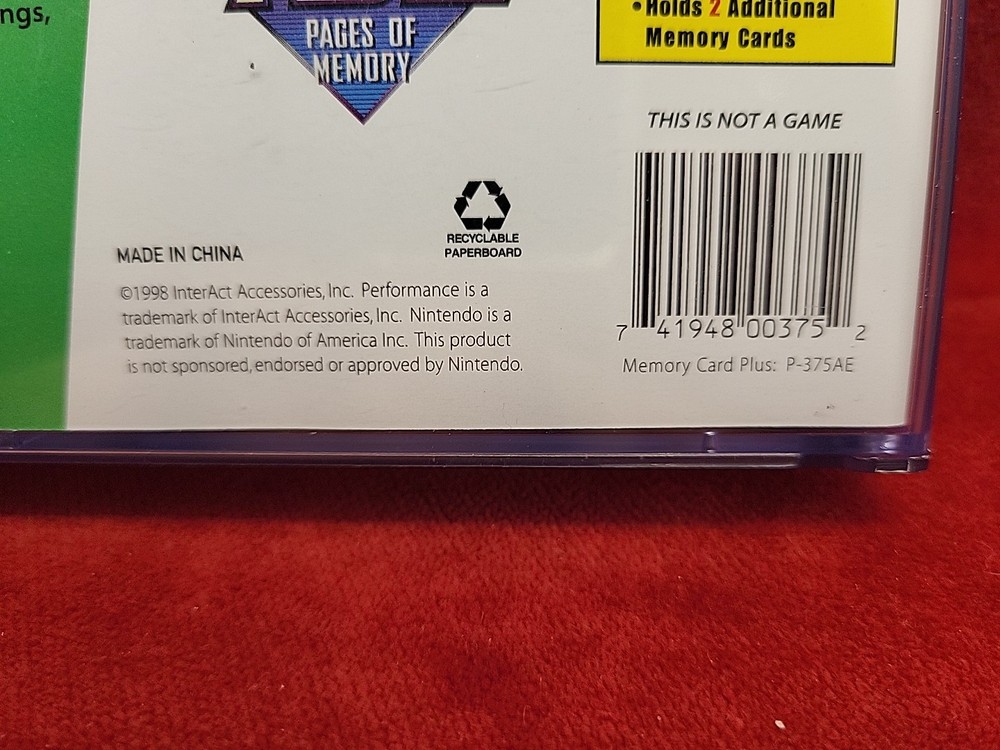 ngs,
PAGES OF
MEMORY
•Holds 2 Additional
Memory Cards
THIS IS NOT A GAME
RECYCLABLE
PAPERBOARD
MADE IN CHINA
©1998 InterAct Accessories, Inc. Performance is a
trademark of InterAct Accessories, Inc. Nintendo is a
trademark of Nintendo of America Inc. This product
is not sponsored, endorsed or approved by Nintendo.
7 41948 00375 2
Memory Card Plus: P-375AE